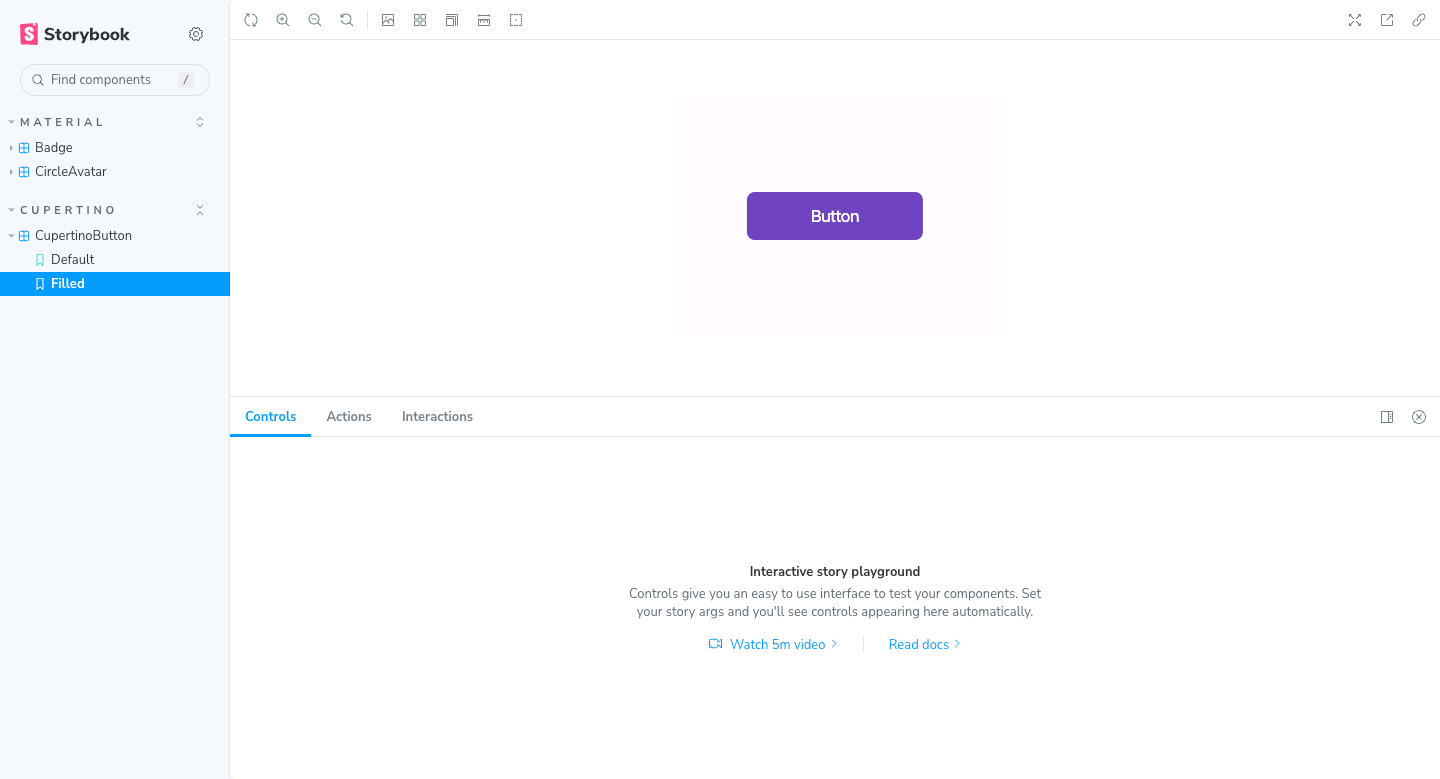 Storybook
Find components
/
MATERIAL
Badge
CircleAvatar
CUPERTINO
CupertinoButton
Default
Filled
Button
Controls
Actions
Interactions
Interactive story playground
Controls give you an easy to use interface to test your components. Set
your story args and you'll see controls appearing here automatically.
Watch 5m video
Read docs